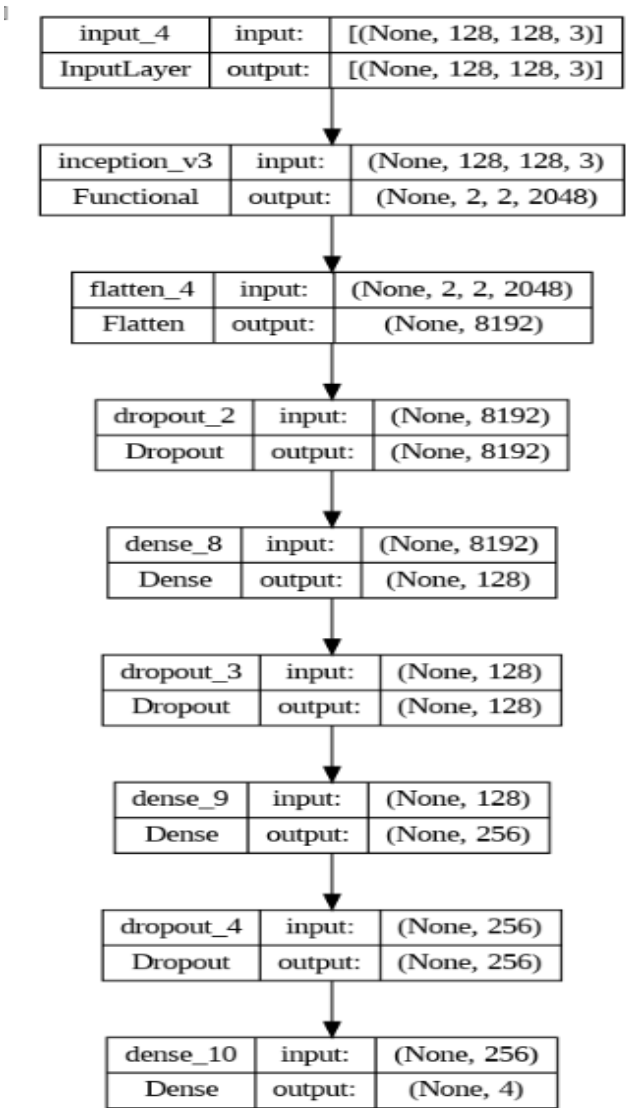 input_4 input: [(None, 128, 128, 3)]
InputLayer output: [(None, 128, 128, 3)]
inception_v3 input: (None, 128, 128, 3)
Functional output: (None, 2, 2, 2048)
flatten_4 input: (None, 2, 2, 2048)
Flatten output: (None, 8192)
dropout_2 input: (None, 8192)
Dropout output: (None, 8192)
dense_8 input: (None, 8192)
Dense output: (None, 128)
dropout_3 input: (None, 128)
Dropout output: (None, 128)
dense_9 input: (None, 128)
Dense output: (None, 256)
dropout_4 input: (None, 256)
Dropout output: (None, 256)
dense_10 input: (None, 256)
Dense output: (None, 4)